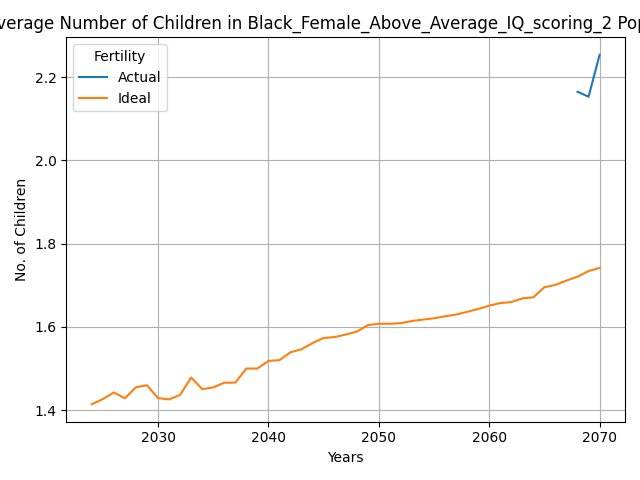 verage Number of Children in Black_Female_Above_Average_IQ_scoring_2 Pop
Fertility
Actual
Ideal
No. of Children
2.2
2.0
1.8
1.6
1.4
2030 2040 2050 2060 2070
Years